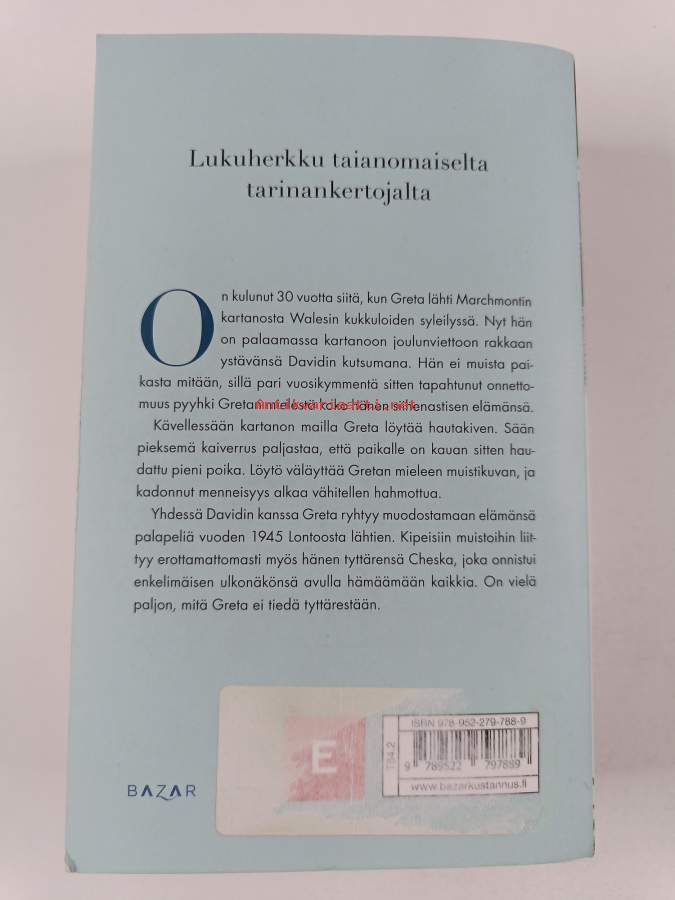 Lukuherkku taianomaiselta
tarinankertojalta
On kulunut 30 vuotta siitä, kun Greta lähti Marchmontin
kartanosta Walesin kukkuloiden syleilyssä. Nyt hän
on palaamassa kartanoon joulunviettoon rakkaan
ystävänsä Davidin kutsumana. Hän ei muista pai-
kasta mitään, sillä pari vuosikymmentä sitten tapahtunut onnetto-
muus pyyhki Gretan mielestä koko hänen siihenastisen elämänsä.
Antikvariaatti.net
Kävellessään kartanon mailla Greta löytää hautakiven. Sään
pieksemä kaiverrus paljastaa, että paikalle on kauan sitten hau-
dattu pieni poika. Löytö väläyttää Gretan mieleen muistikuvan, ja
kadonnut menneisyys alkaa vähitellen hahmottua.
Yhdessä Davidin kanssa Greta ryhtyy muodostamaan elämänsä
palapeliä vuoden 1945 Lontoosta lähtien. Kipeisiin muistoihin liit-
tyy erottamattomasti myös hänen tyttärensä Cheska, joka onnistui
enkelimäisen ulkonäkönsä avulla hämäämään kaikkia. On vielä
paljon, mitä Greta ei tiedä tyttärestään.
BAZAR
E
T84.2
ISBN 978-952-279-788-9
9 789522 797889
www.bazarkustannus.fi